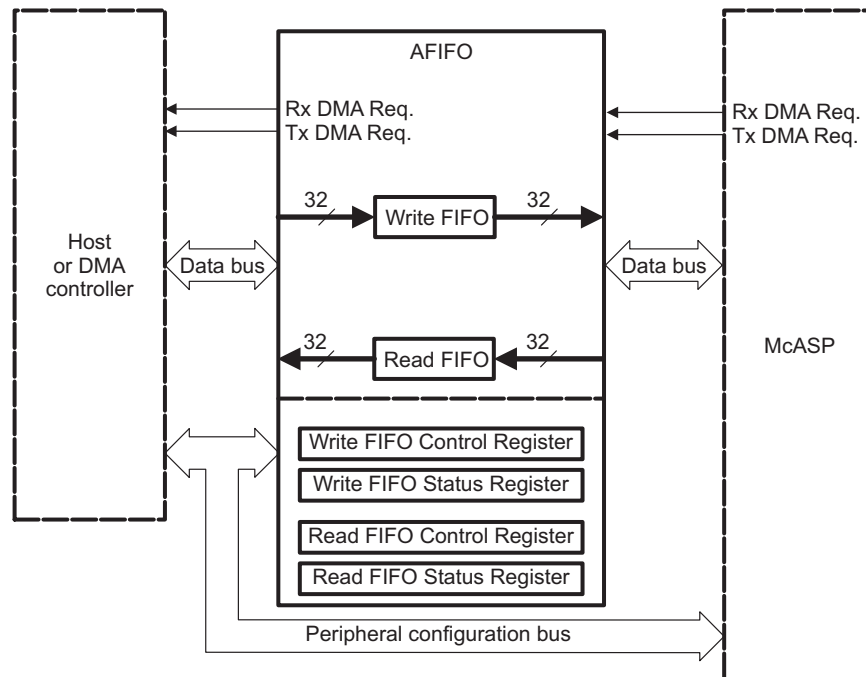 AFIFO
Rx DMA Req.
Tx DMA Req.
Rx DMA Req.
Tx DMA Req.
32
Write FIFO
32
Host
or DMA
controller
Data bus
Data bus
32
Read FIFO
32
McASP
Write FIFO Control Register
Write FIFO Status Register
Read FIFO Control Register
Read FIFO Status Register
Peripheral configuration bus